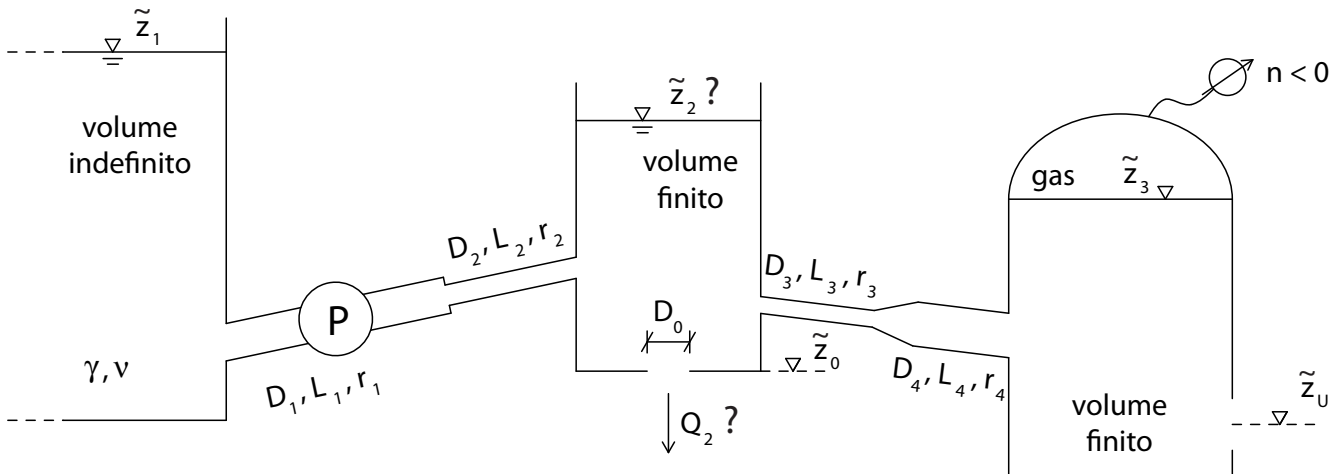 z̃₁
volume
indefinito
γ, ν
D₁, L₁, r₁
P
D₂, L₂, r₂
z̃₂ ?
volume
finito
D₀
Q₂ ?
z̃₀
D₃, L₃, r₃
D₄, L₄, r₄
n < 0
gas
z̃₃
volume
finito
z̃ᵤ